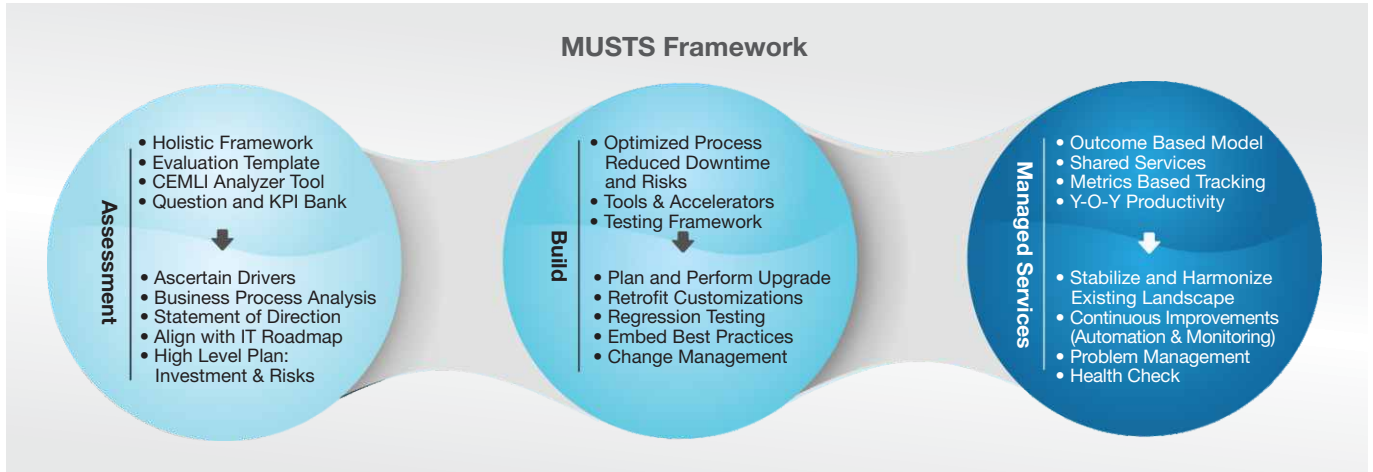 MUSTS Framework
Assessment
• Holistic Framework
• Evaluation Template
• CEMLI Analyzer Tool
• Question and KPI Bank
• Ascertain Drivers
• Business Process Analysis
• Statement of Direction
• Align with IT Roadmap
• High Level Plan:
Investment & Risks
Build
• Optimized Process
Reduced Downtime
and Risks
• Tools & Accelerators
• Testing Framework
• Plan and Perform Upgrade
• Retrofit Customizations
• Regression Testing
• Embed Best Practices
• Change Management
Managed Services
• Outcome Based Model
• Shared Services
• Metrics Based Tracking
• Y-O-Y Productivity
• Stabilize and Harmonize
Existing Landscape
• Continuous Improvements
(Automation & Monitoring)
• Problem Management
• Health Check